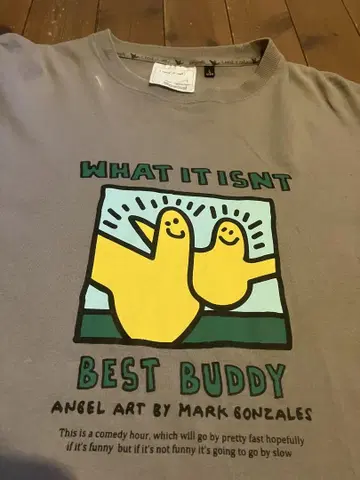 WHAT IT ISNT
BEST BUDDY
ANGEL ART BY MARK GONZALES
This is a comedy hour, which will go by pretty fast hopefully
if it's funny but if it's not funny it's going to go by slow